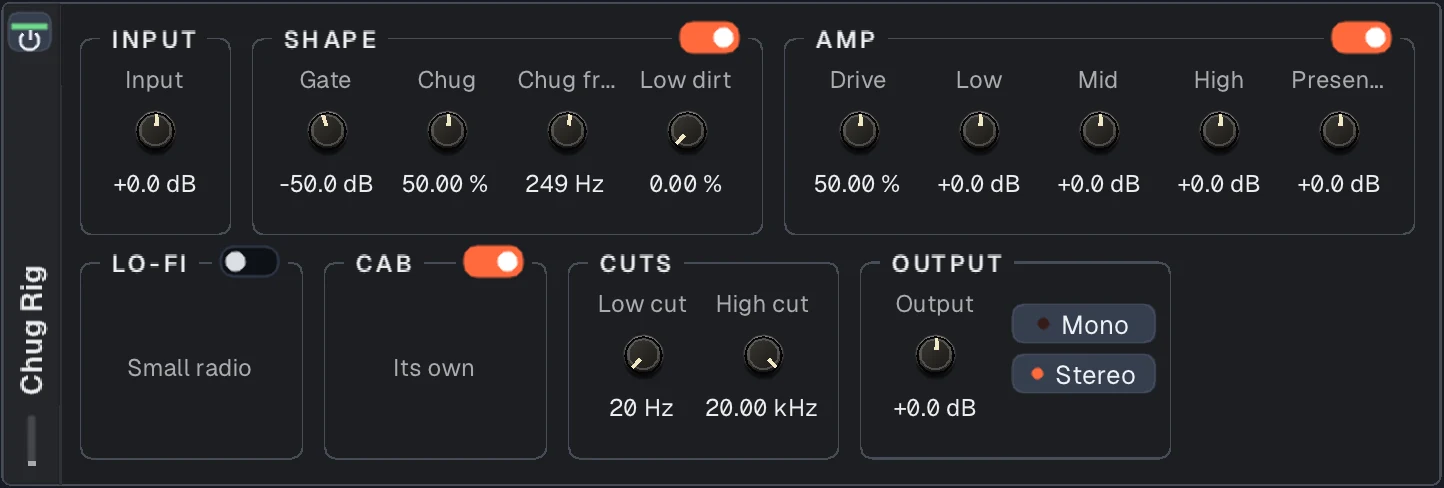 INPUT
SHAPE
AMP
Input
Gate
Chug
Chug fr...
Low dirt
Drive
Low
Mid
High
Presen...
+0.0 dB
-50.0 dB
50.00 %
249 Hz
0.00 %
50.00 %
+0.0 dB
+0.0 dB
+0.0 dB
+0.0 dB
Chug Rig
LO-FI
CAB
CUTS
OUTPUT
Small radio
Its own
Low cut
High cut
20 Hz
20.00 kHz
Output
+0.0 dB
Mono
Stereo